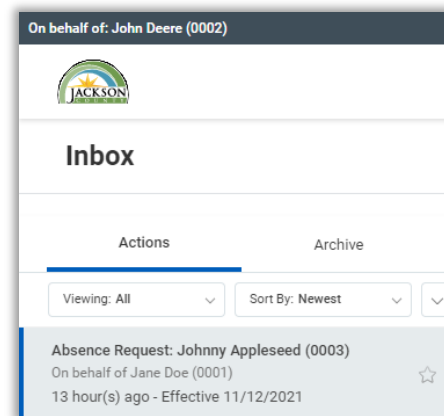 On behalf of: John Deere (0002)
JACKSON
COUNTY
Inbox
Actions Archive
Viewing: All Sort By: Newest
Absence Request: Johnny Appleseed (0003)
On behalf of Jane Doe (0001)
13 hour(s) ago - Effective 11/12/2021